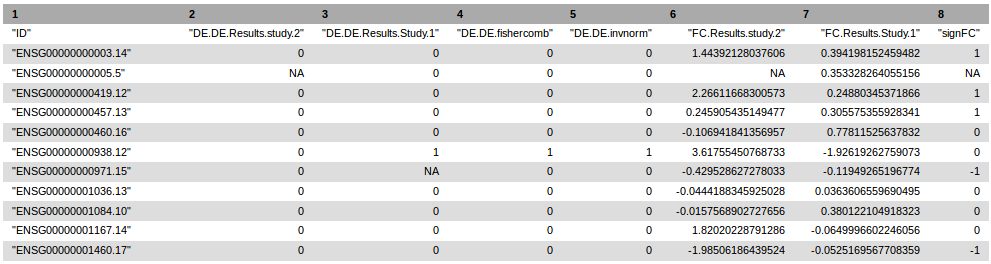 1 2 3 4 5 6 7 8
"ID" "DE.DE.Results.study.2" "DE.DE.Results.Study.1" "DE.DE.fishercomb" "DE.DE.invnorm" "FC.Results.study.2" "FC.Results.Study.1" "signFC"
"ENSG00000000003.14" 0 0 0 0 1.44392128037606 0.394198152459482 1
"ENSG00000000005.5" NA 0 0 0 NA 0.353328264055156 NA
"ENSG00000000419.12" 0 0 0 0 2.26611668300573 0.24880345371866 1
"ENSG00000000457.13" 0 0 0 0 0.245905435149477 0.305575355928341 1
"ENSG00000000460.16" 0 0 0 0 -0.106941841356957 0.77811525637832 0
"ENSG00000000938.12" 0 1 1 1 3.61755450768733 -1.92619262759073 0
"ENSG00000000971.15" 0 NA 0 0 -0.429528627278033 -0.11949265196774 -1
"ENSG00000001036.13" 0 0 0 0 -0.0444188345925028 0.0363606559690495 0
"ENSG00000001084.10" 0 0 0 0 -0.0157568902727656 0.380122104918323 0
"ENSG00000001167.14" 0 0 0 0 1.82020228791286 -0.0649996602246056 0
"ENSG00000001460.17" 0 0 0 0 -1.98506186439524 -0.0525169567708359 -1